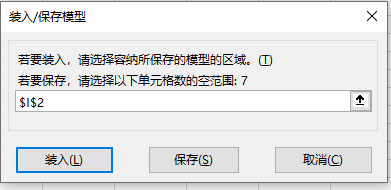 装入/保存模型
若要装入，请选择容纳所保存的模型的区域。(T)
若要保存，请选择以下单元格数的空范围: 7
$I$2
装入(L)
保存(S)
取消(C)